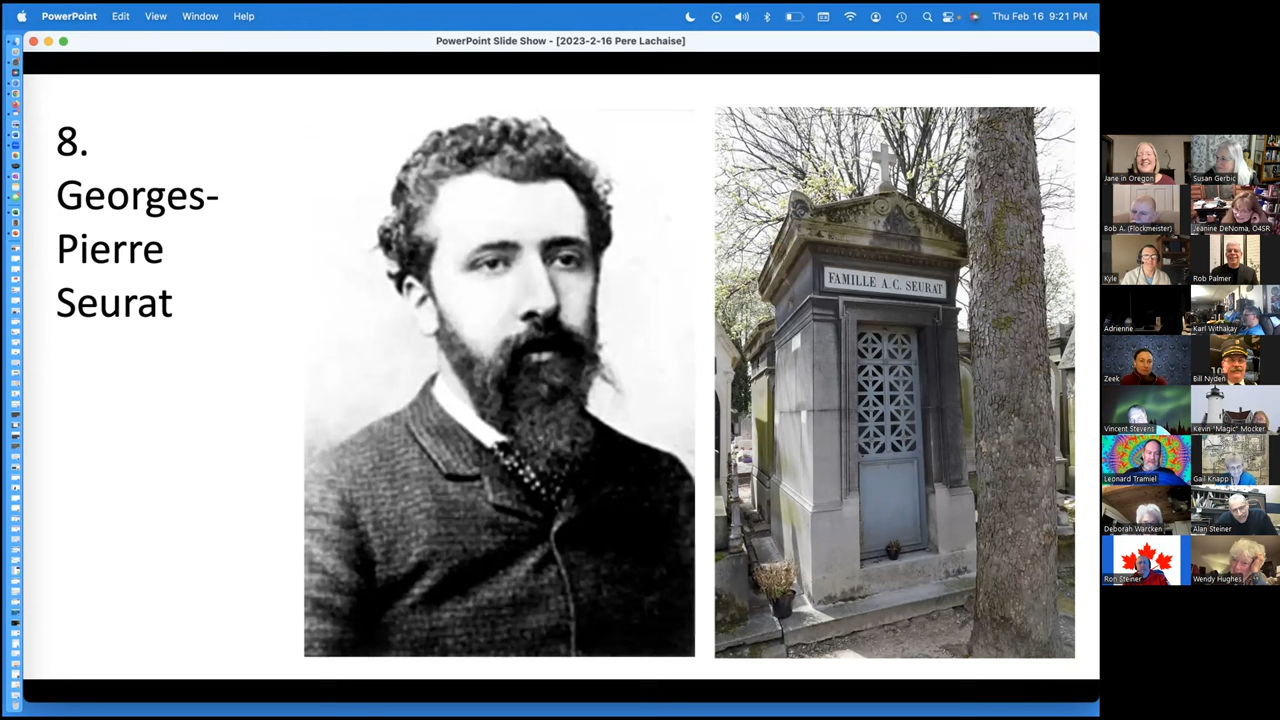 PowerPoint Edit View Window Help Thu Feb 16 9:21 PM
PowerPoint Slide Show - [2023-2-16 Pere Lachaise]
8.
Georges-
Pierre
Seurat
FAMILLE A.C. SEURAT
Jane in Oregon
Susan Gerbic
Bob A. (Flockmeister)
Jeanine DeNoma, O4SR
Kyle
Rob Palmer
Adrienne
Karl Withakay
Zeek
Bill Nyden
Vincent Stevens
Kevin "Magic" Mocker
Leonard Tramiel
Gail Knapp
Deborah Warcken
Alan Steiner
Ron Steiner
Wendy Hughes